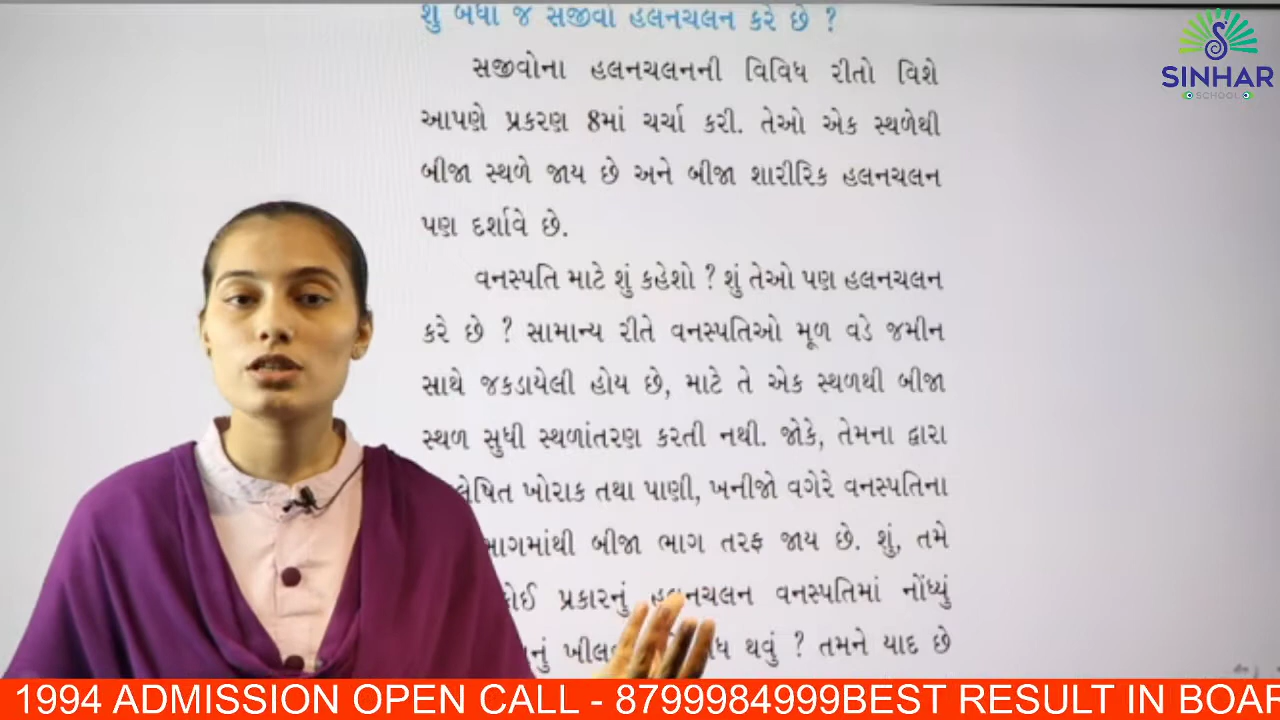 શું બધા જ સજીવો હલનચલન કરે છે ?
સજીવોના હલનચલનની વિવિધ રીતો વિશે
આપણે પ્રકરણ 8માં ચર્ચા કરી. તેઓ એક સ્થળેથી
બીજા સ્થળે જાય છે અને બીજા શારીરિક હલનચલન
પણ દર્શાવે છે.
વનસ્પતિ માટે શું કહેશો ? શું તેઓ પણ હલનચલન
કરે છે ? સામાન્ય રીતે વનસ્પતિઓ મૂળ વડે જમીન
સાથે જકડાયેલી હોય છે, માટે તે એક સ્થળથી બીજા
સ્થળ સુધી સ્થળાંતરણ કરતી નથી. જોકે, તેમના દ્વારા
ખોરાક તથા પાણી, ખનીજો વગેરે વનસ્પતિના
બીજા ભાગ તરફ જાય છે. શું, તમે
પ્રકારનું હલનચલન વનસ્પતિમાં નોંધ્યું
થવું ? તમને યાદ છે
SINHAR
SCHOOL
1994 ADMISSION OPEN CALL - 8799984999BEST RESULT IN BOAR